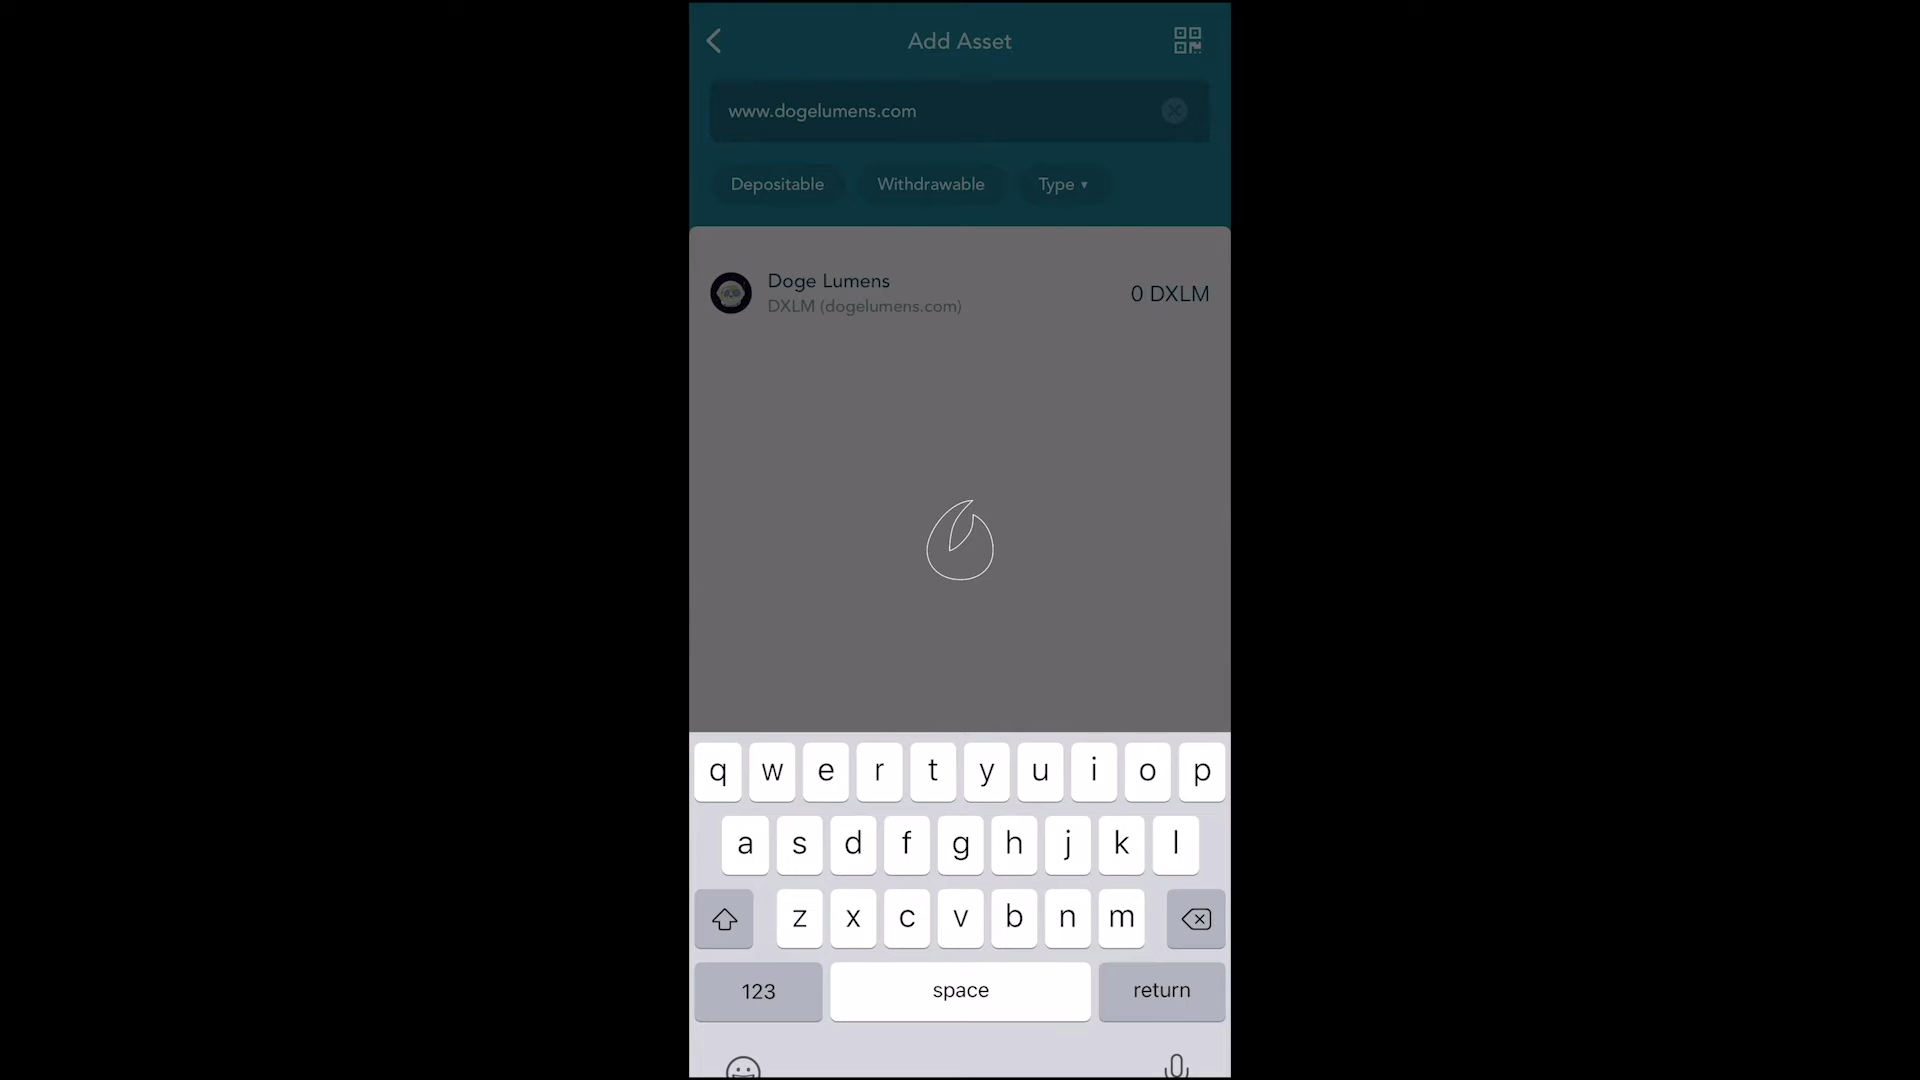 Add Asset
www.dogelumens.com
Depositable Withdrawable Type ▾
Doge Lumens
DXLM (dogelumens.com)
0 DXLM
q w e r t y u i o p
a s d f g h j k l
z x c v b n m
123 space return